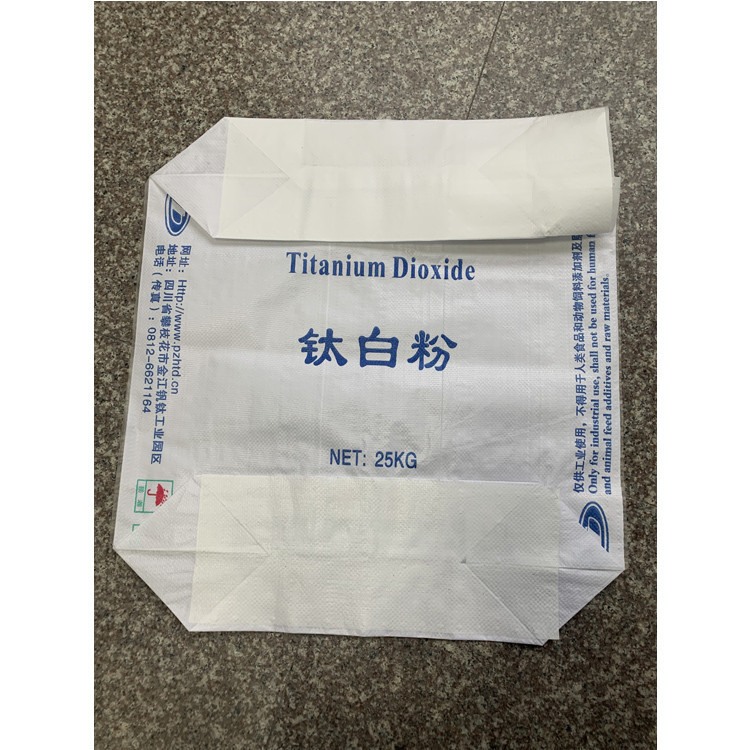 Titanium Dioxide
钛白粉
NET: 25KG
网址: Http://www.pzhtd.cn
地址: 四川省攀枝花市金江钒钛工业园区
电话（传真）: 0812-6621164
仅供工业使用，不得用于人类食品和动物饲料添加剂及
Only for industrial use, shall not be used for human
and animal feed additives and raw materials.